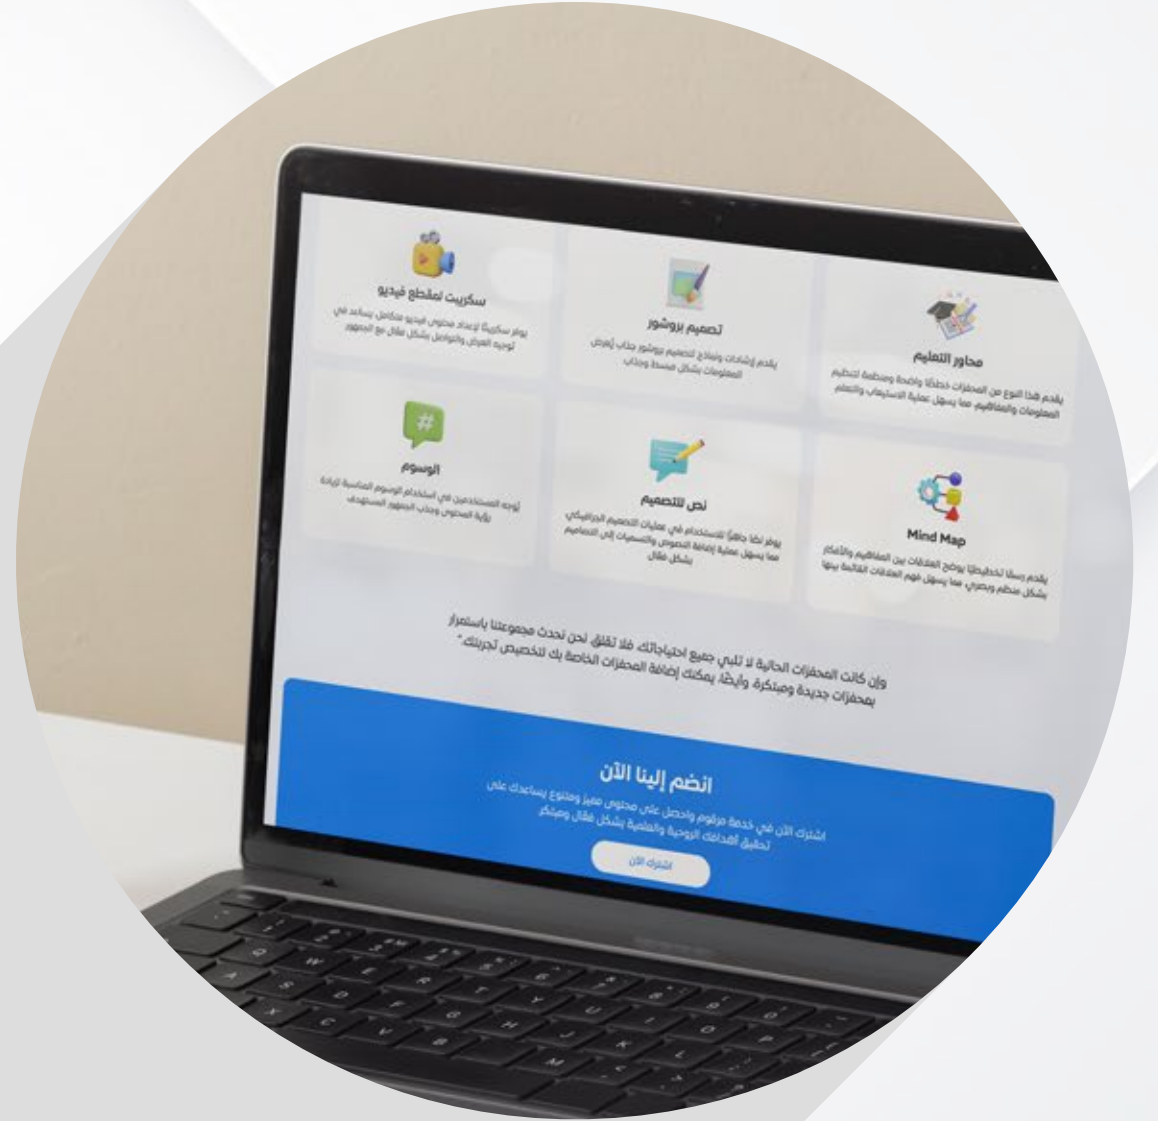 محاور التعليم
يقدم هذا النوع من المحفزات خططًا واضحة ومنظمة لتنظيم
المعلومات والمفاهيم، مما يسهل عملية الاستيعاب والتعلم
تصميم بروشور
يقدم إرشادات ونماذج لتصميم بروشور جذاب يُعرض
المعلومات بشكل مبسط وجذاب
سكريبت لمقطع فيديو
يوفر سكريبتًا لإعداد محتوى فيديو متكامل، يساعد في
توجيه العرض والتواصل بشكل فعّال مع الجمهور
Mind Map
يقدم رسمًا تخطيطيًا يوضح العلاقات بين المفاهيم والأفكار
بشكل منظم وبصري، مما يسهل فهم العلاقات القائمة بينها
نص للتصميم
يوفر نصًا جاهزًا للاستخدام في عمليات التصميم الجرافيكي
مما يسهل عملية إضافة النصوص والتسميات إلى التصاميم
بشكل فعّال.
#
الوسوم
يُوجه المستخدمين في استخدام الوسوم المناسبة لزيادة
رؤية المحتوى وجذب الجمهور المستهدف
وإن كانت المحفزات الحالية لا تلبي جميع احتياجاتك، فلا تقلق. نحن نحدث مجموعتنا باستمرار
بمحفزات جديدة ومبتكرة. وأيضًا، يمكنك إضافة المحفزات الخاصة بك لتخصيص تجربتك."
انضم إلينا الآن
اشترك الآن في خدمة مرقوم واحصل على محتوى مميز ومتنوع يساعدك على
تحقيق أهدافك الروحية والعلمية بشكل فعّال ومبتكر
اشترك الآن
Q W E R T Y U I O P
A S D F G H J K L
X C V B M